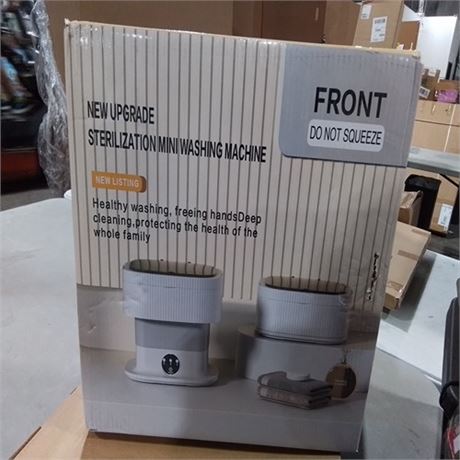 NEW UPGRADE
STERILIZATION MINI WASHING MACHINE
NEW LISTING
Healthy washing, freeing handsDeep
cleaning,protecting the health of the
whole family
FRONT
DO NOT SQUEEZE